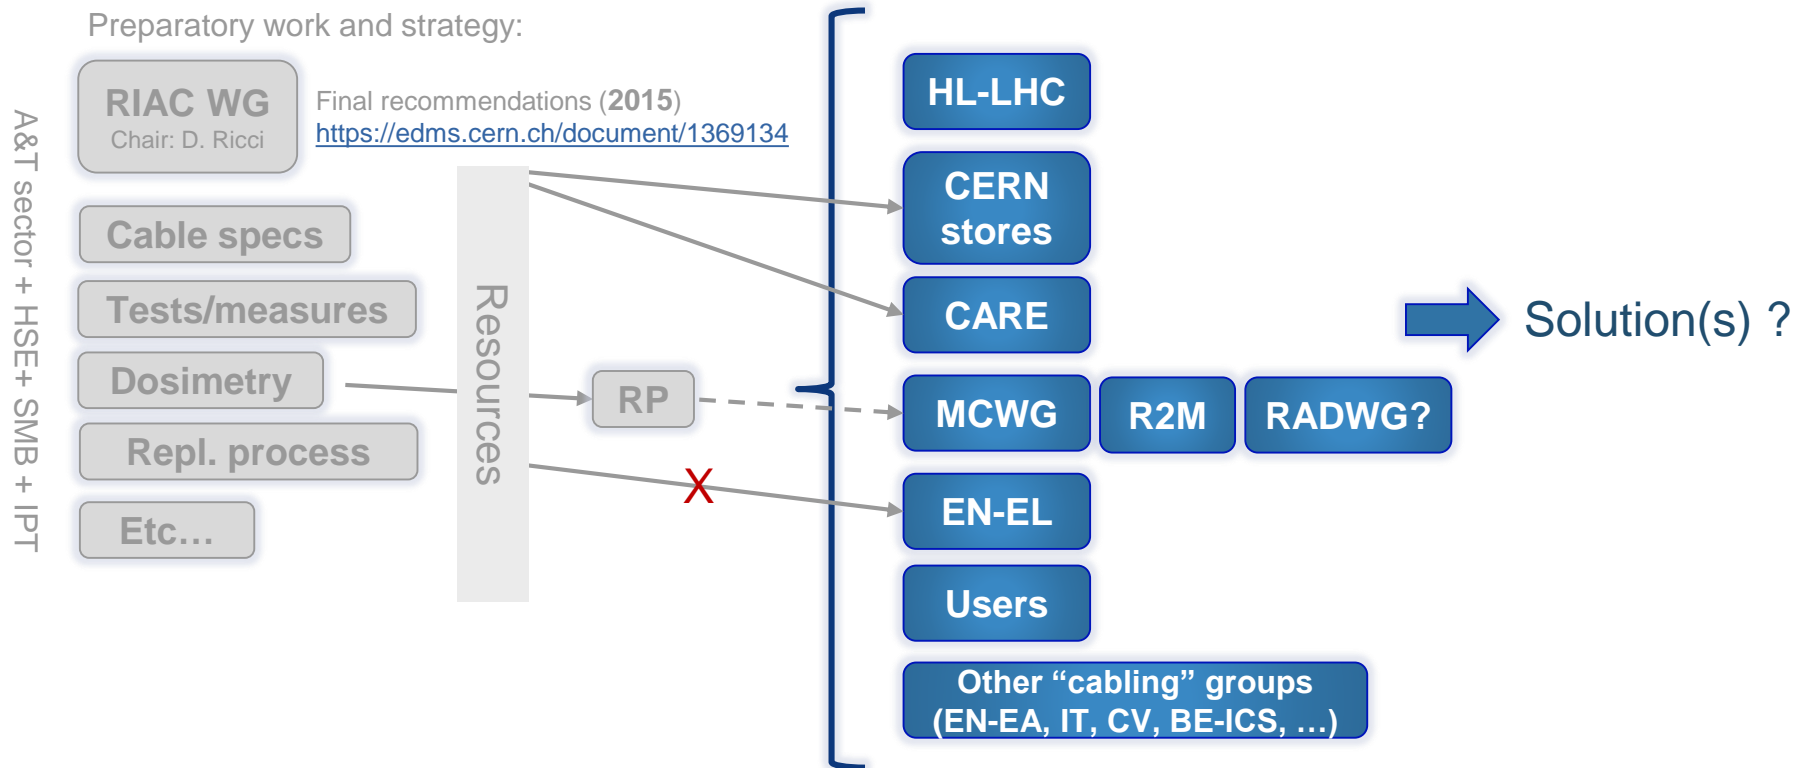 Preparatory work and strategy:
RIAC WG
Chair: D. Ricci
Final recommendations (2015)
https://edms.cern.ch/document/1369134
A&T sector + HSE+ SMB + IPT
Cable specs
Tests/measures
Dosimetry
Repl. process
Etc…
Resources
RP
X
HL-LHC
CERN
stores
CARE
MCWG
R2M
RADWG?
EN-EL
Users
Other “cabling” groups
(EN-EA, IT, CV, BE-ICS, …)
Solution(s) ?